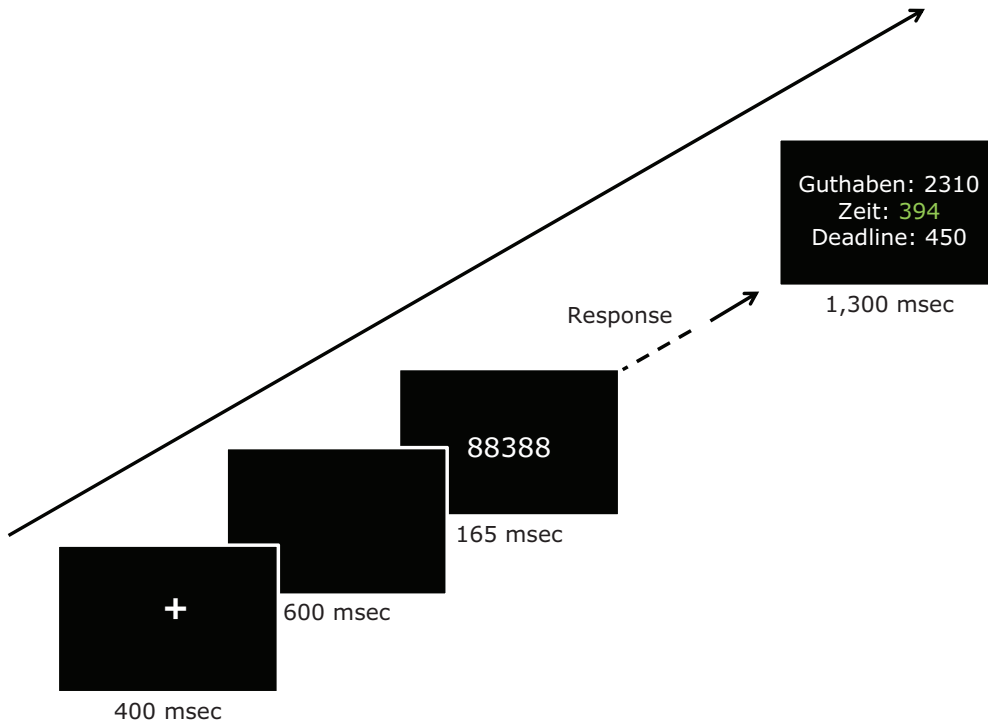 Guthaben: 2310
Zeit: 394
Deadline: 450
1,300 msec
Response
88388
165 msec
600 msec
+
400 msec